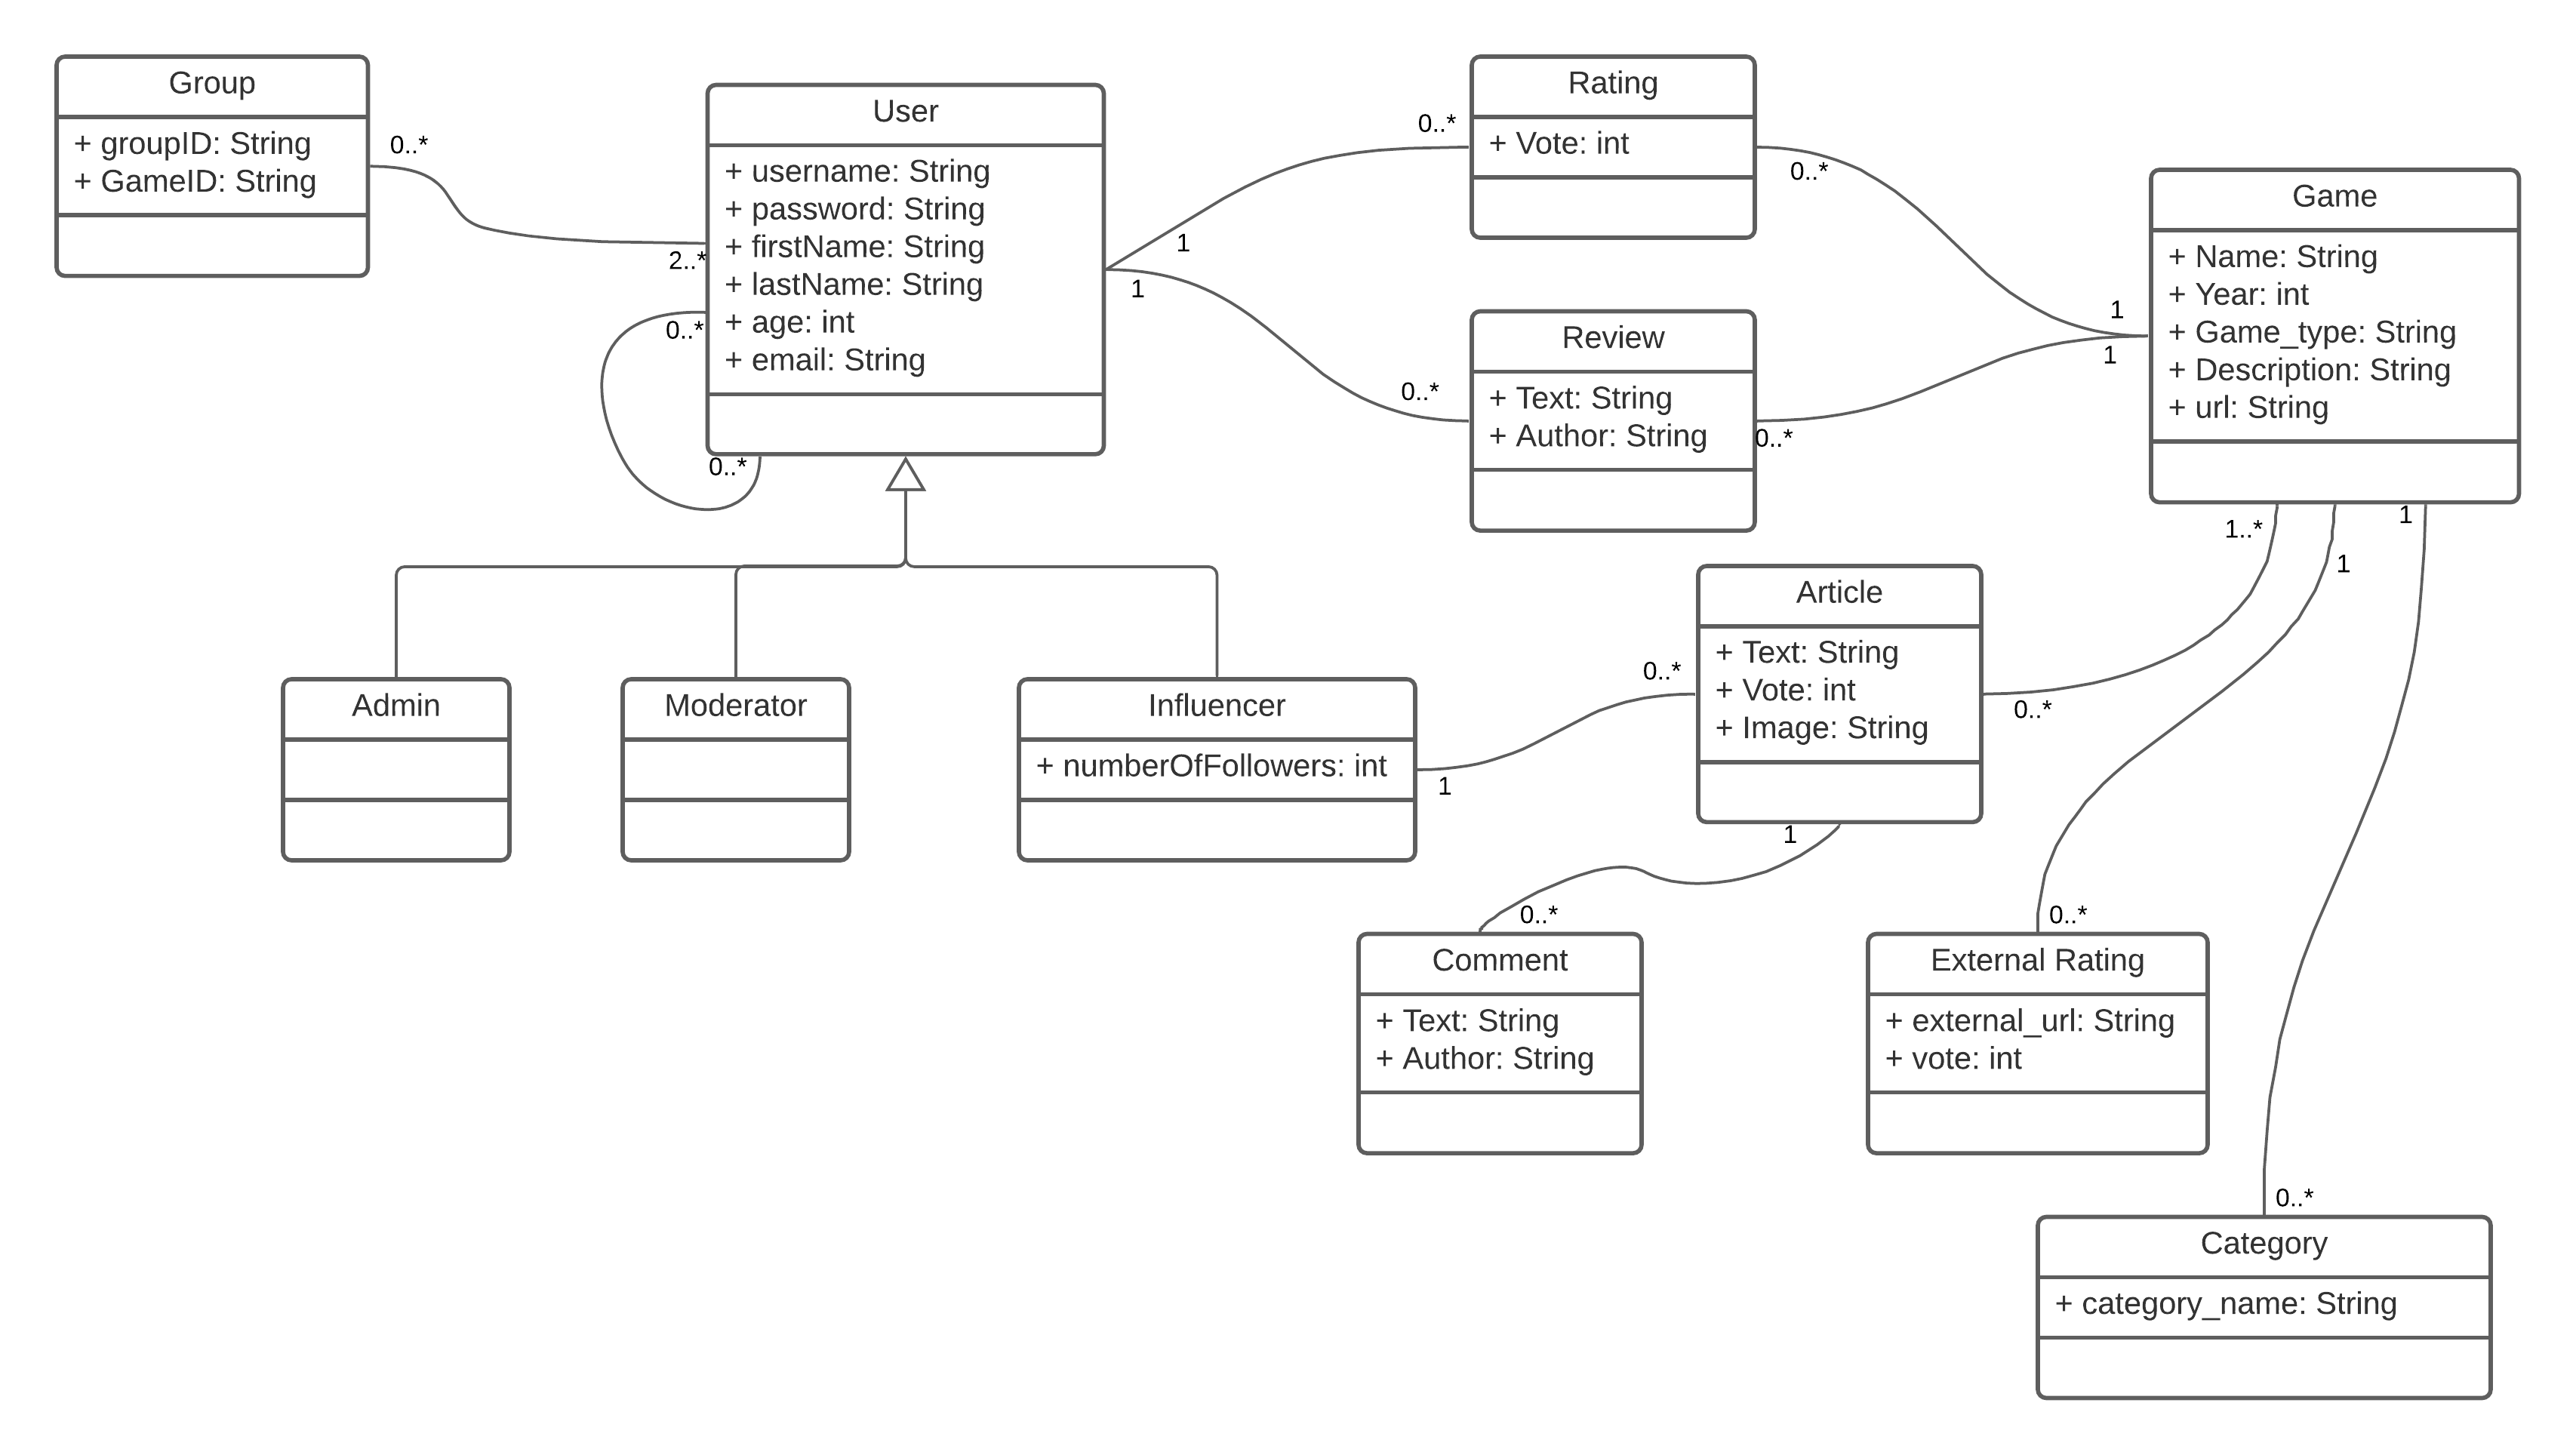 Group
+ groupID: String
+ GameID: String
0..*
2..*
User
+ username: String
+ password: String
+ firstName: String
+ lastName: String
+ age: int
+ email: String
0..*
0..*
1
1
0..*
0..*
Rating
+ Vote: int
0..*
1
Review
+ Text: String
+ Author: String
0..*
1
Game
+ Name: String
+ Year: int
+ Game_type: String
+ Description: String
+ url: String
1..*
1
1
Admin
Moderator
Influencer
+ numberOfFollowers: int
1
0..*
Article
+ Text: String
+ Vote: int
+ Image: String
0..*
1
0..*
Comment
+ Text: String
+ Author: String
0..*
External Rating
+ external_url: String
+ vote: int
0..*
Category
+ category_name: String